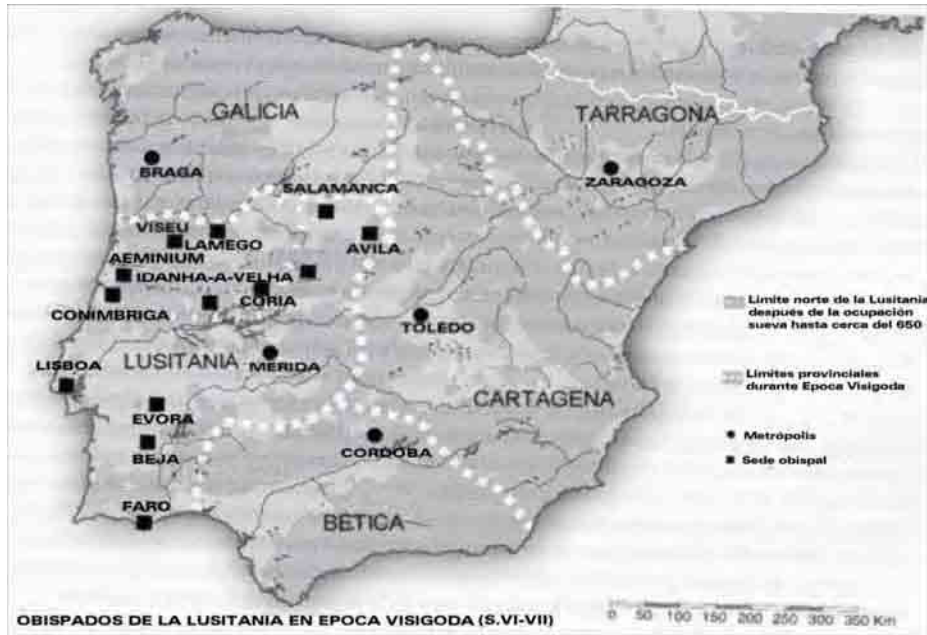 GALICIA
TARRAGONA
BRAGA
ZARAGOZA
SALAMANCA
VISEU
LAMEGO
AVILA
AEMINIUM
IDANHA-A-VELHA
CORIA
CONIMBRIGA
TOLEDO
Limite norte de la Lusitania
después de la ocupación
sueva hasta cerca del 650
LISBOA
LUSITANIA
MERIDA
Límites provinciales
durante Epoca Visigoda
CARTAGENA
EVORA
Metrópolis
BEJA
CORDOBA
Sede obispal
FARO
BETICA
0 50 100 150 200 250 300 350 Km
OBISPADOS DE LA LUSITANIA EN EPOCA VISIGODA (S.VI-VII)